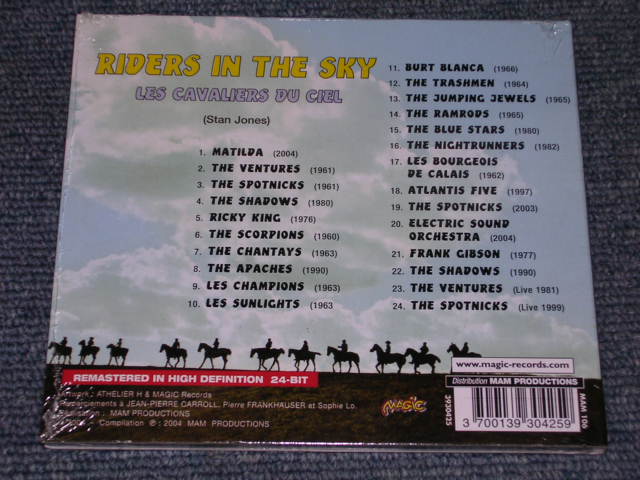 RIDERS IN THE SKY
LES CAVALIERS DU CIEL
(Stan Jones)
1. MATILDA (2004)
2. THE VENTURES (1961)
3. THE SPOTNICKS (1961)
4. THE SHADOWS (1980)
5. RICKY KING (1976)
6. THE SCORPIONS (1960)
7. THE CHANTAYS (1963)
8. THE APACHES (1990)
9. LES CHAMPIONS (1963)
10. LES SUNLIGHTS (1963
11. BURT BLANCA (1966)
12. THE TRASHMEN (1964)
13. THE JUMPING JEWELS (1965)
14. THE RAMRODS (1965)
15. THE BLUE STARS (1980)
16. THE NIGHTRUNNERS (1982)
17. LES BOURGEOIS
DE CALAIS (1962)
18. ATLANTIS FIVE (1997)
19. THE SPOTNICKS (2003)
20. ELECTRIC SOUND
ORCHESTRA (2004)
21. FRANK GIBSON (1977)
22. THE SHADOWS (1990)
23. THE VENTURES (Live 1981)
24. THE SPOTNICKS (Live 1999)
REMASTERED IN HIGH DEFINITION 24-BIT
Artwork : ATHELIER H & MAGIC Records
Remerciements à JEAN-PIERRE CARROLL, Pierre FRANKHAUSER et Sophie Lo.
Réalisation : MAM PRODUCTIONS
Compilation ℗ : 2004 MAM PRODUCTIONS
MAGIC
www.magic-records.com
Distribution MAM PRODUCTIONS
3930425
MAM 100
3 700139 304259